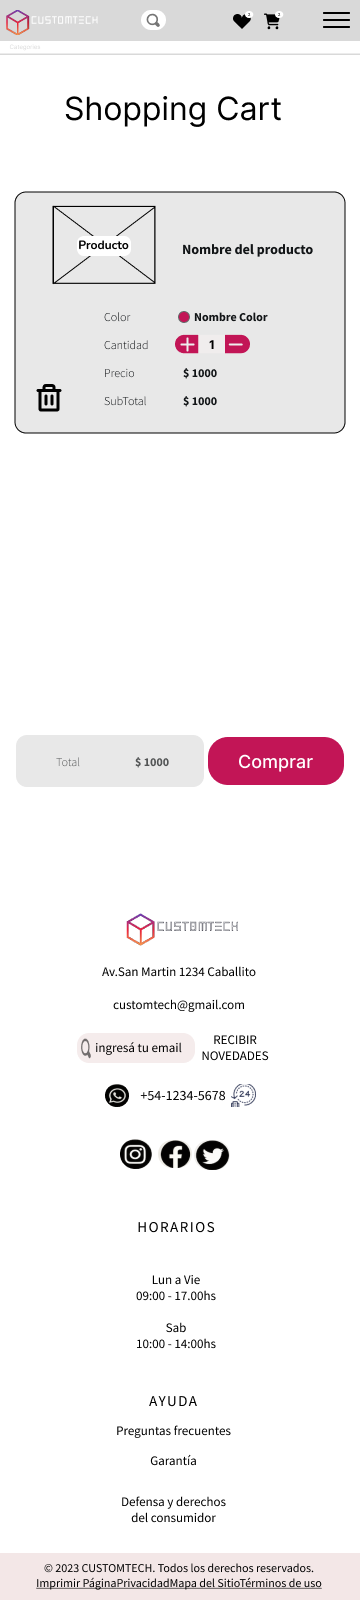 CUSTOMTECH
Categorías
Shopping Cart
Producto
Nombre del producto
Color
Nombre Color
Cantidad
1
Precio
$ 1000
SubTotal
$ 1000
Total
$ 1000
Comprar
CUSTOMTECH
Av.San Martin 1234 Caballito
customtech@gmail.com
ingresá tu email
RECIBIR
NOVEDADES
+54-1234-5678
24
HORARIOS
Lun a Vie
09:00 - 17.00hs
Sab
10:00 - 14:00hs
AYUDA
Preguntas frecuentes
Garantía
Defensa y derechos
del consumidor
© 2023 CUSTOMTECH. Todos los derechos reservados.
Imprimir PáginaPrivacidadMapa del SitioTérminos de uso